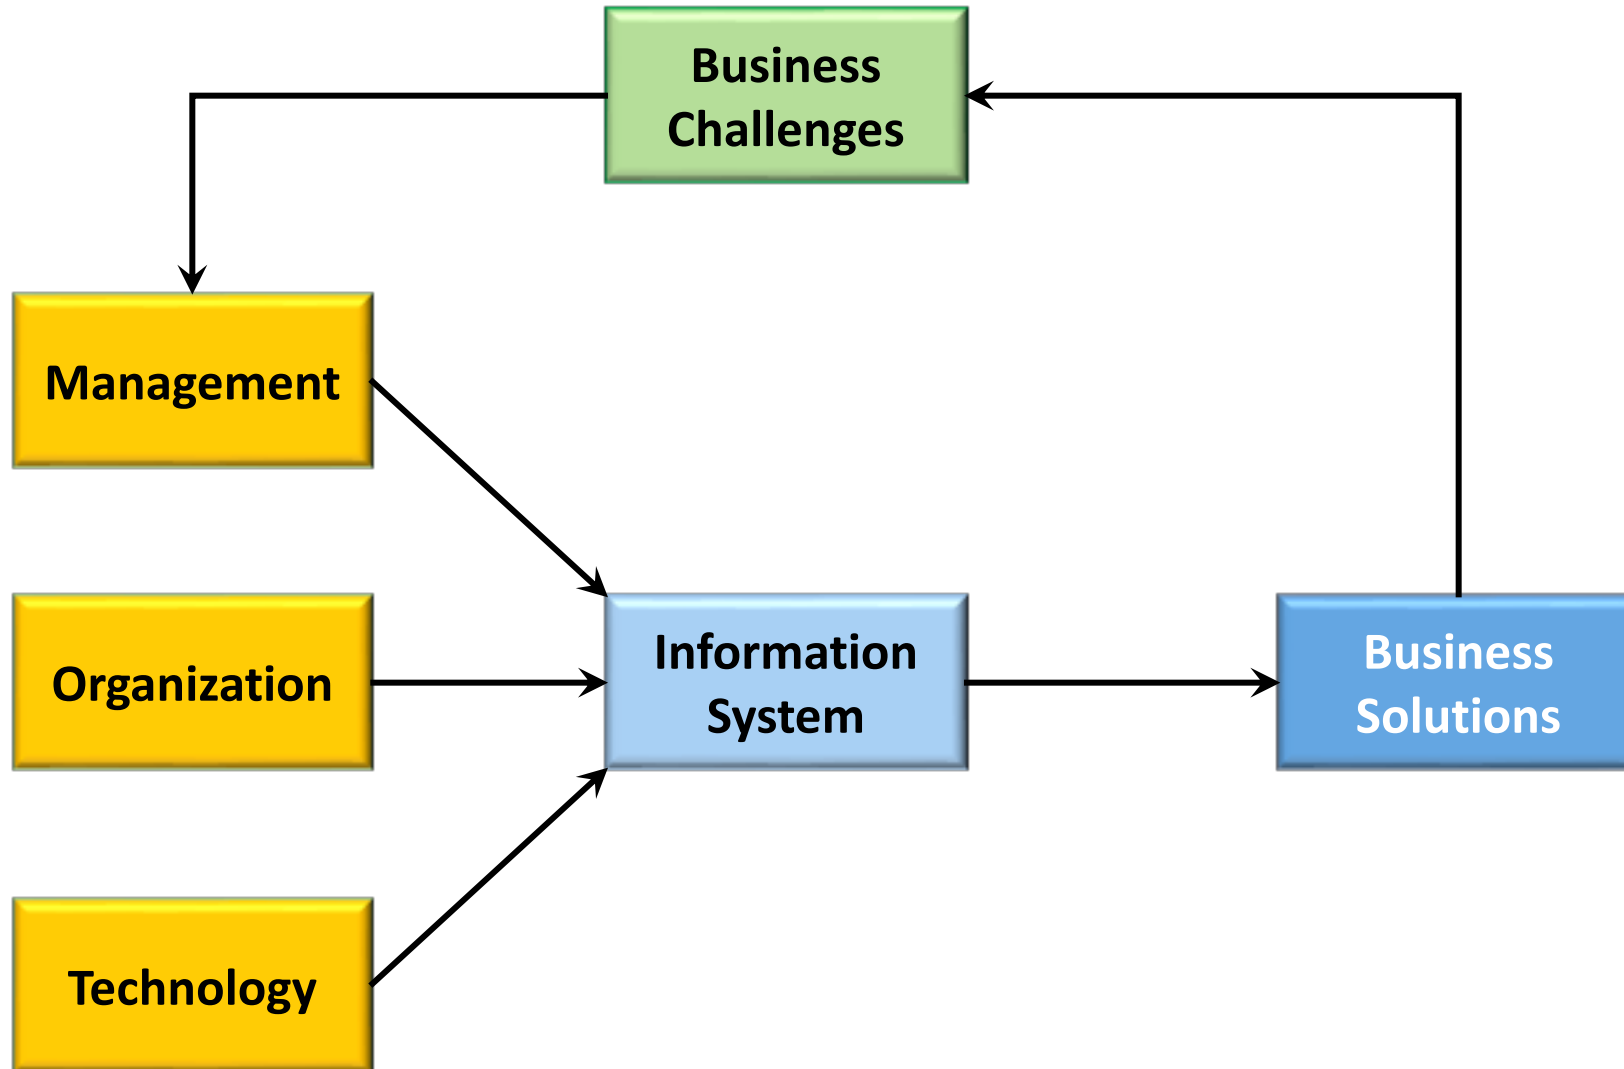 Business
Challenges
Management
Organization
Information
System
Business
Solutions
Technology